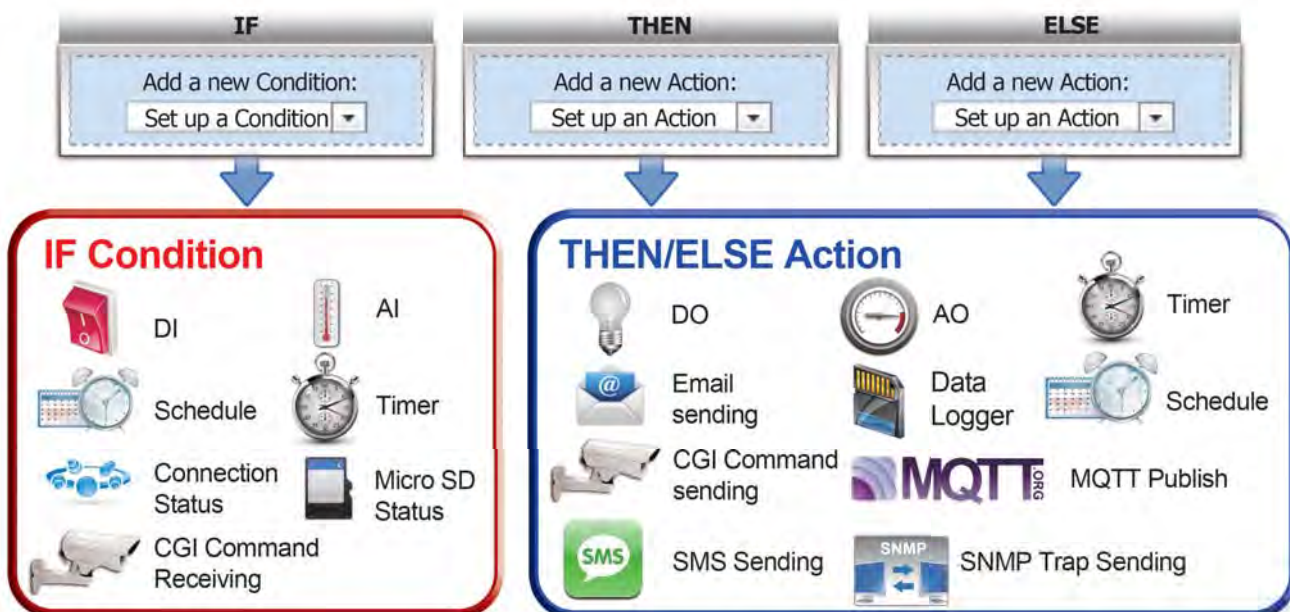 IF
THEN
ELSE
Add a new Condition:
Set up a Condition
Add a new Action:
Set up an Action
Add a new Action:
Set up an Action
IF Condition
DI
AI
Schedule
Timer
Connection
Status
Micro SD
Status
CGI Command
Receiving
THEN/ELSE Action
DO
AO
Timer
@
Email
sending
Data
Logger
Schedule
CGI Command
sending
MQTT.ORG
MQTT Publish
SMS
SMS Sending
SNMP
SNMP Trap Sending